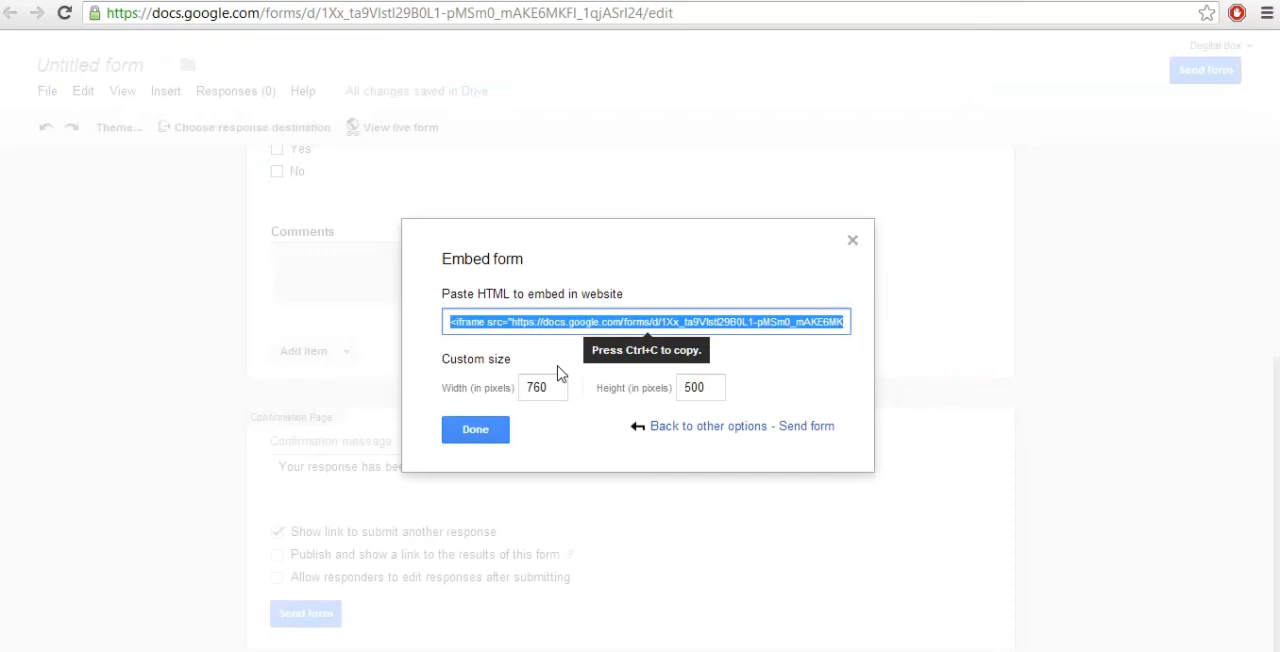 https://docs.google.com/forms/d/1Xx_ta9VIstI29B0L1-pMSm0_mAKE6MKFI_1qjASrI24/edit
Degital Box
Untitled form
Send form
File Edit View Insert Responses (0) Help All changes saved in Drive
Theme... Choose response destination View live form
Yes
No
Comments
Embed form
Paste HTML to embed in website
<iframe src="https://docs.google.com/forms/d/1Xx_ta9VIstI29B0L1-pMSm0_mAKE6MK
Press Ctrl+C to copy.
Add item
Custom size
Width (in pixels) 760 Height (in pixels) 500
Done
Back to other options - Send form
Confirmation Page
Confirmation message
Your response has
Show link to submit another response
Publish and show a link to the results of this form
Allow responders to edit responses after submitting
Send form